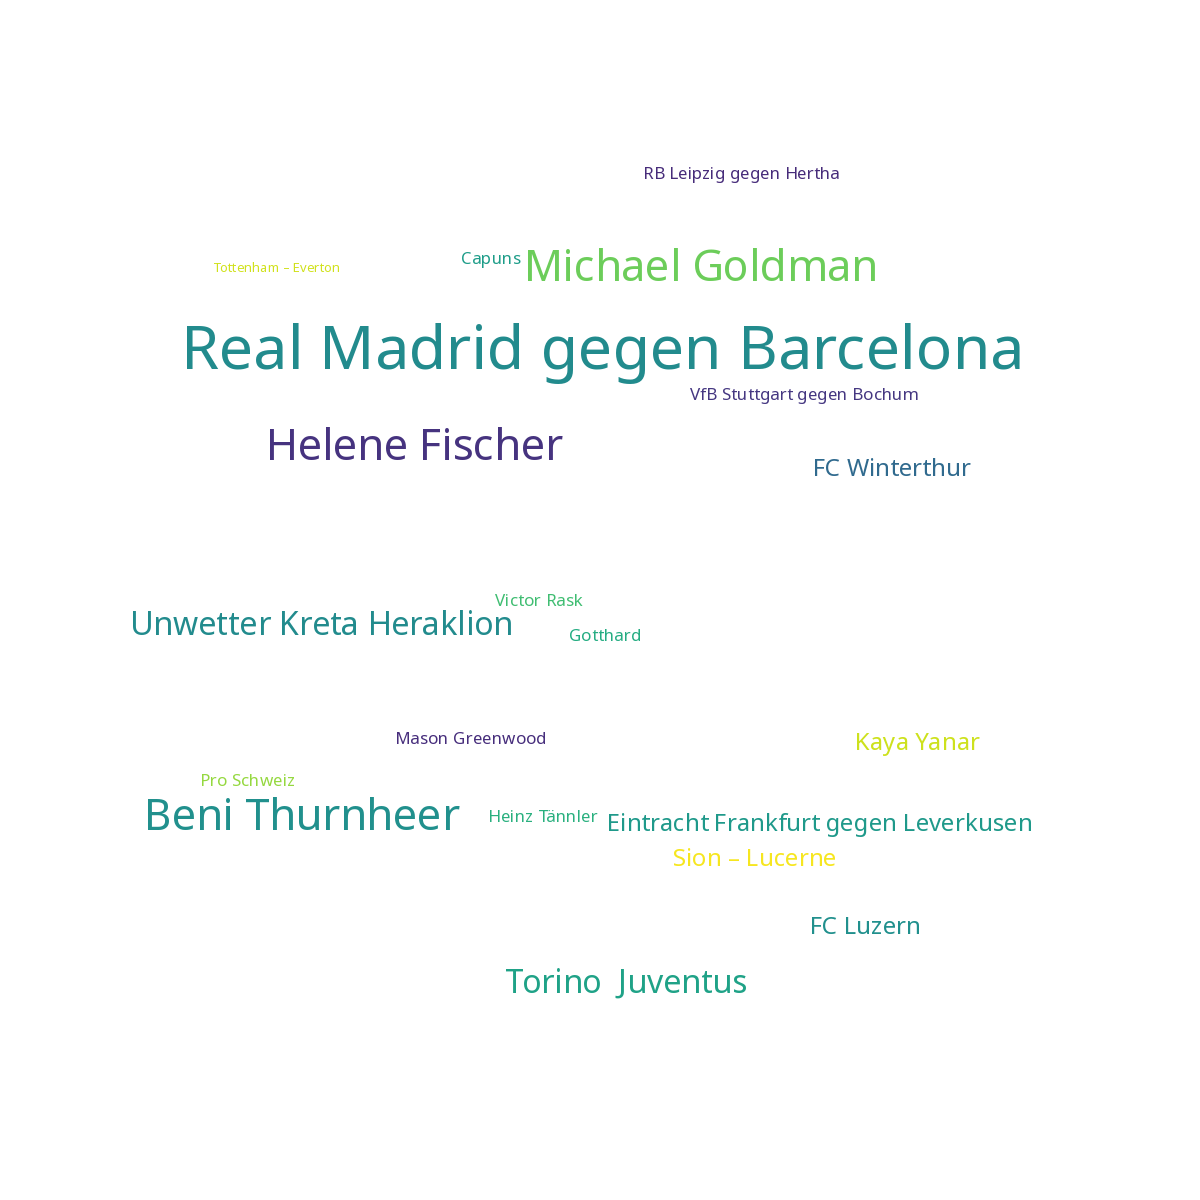 RB Leipzig gegen Hertha
Tottenham – Everton
Capuns
Michael Goldman
Real Madrid gegen Barcelona
VfB Stuttgart gegen Bochum
Helene Fischer
FC Winterthur
Victor Rask
Unwetter Kreta Heraklion
Gotthard
Mason Greenwood
Kaya Yanar
Pro Schweiz
Beni Thurnheer
Heinz Tännler
Eintracht Frankfurt gegen Leverkusen
Sion – Lucerne
FC Luzern
Torino Juventus